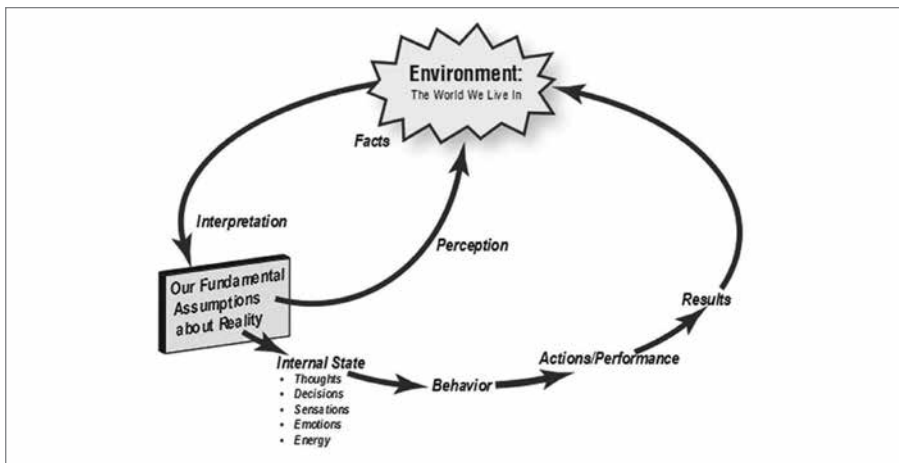 Environment:
The World We Live In
Facts
Interpretation
Perception
Our Fundamental
Assumptions
about Reality
Results
Internal State
• Thoughts
• Decisions
• Sensations
• Emotions
• Energy
Behavior
Actions/Performance